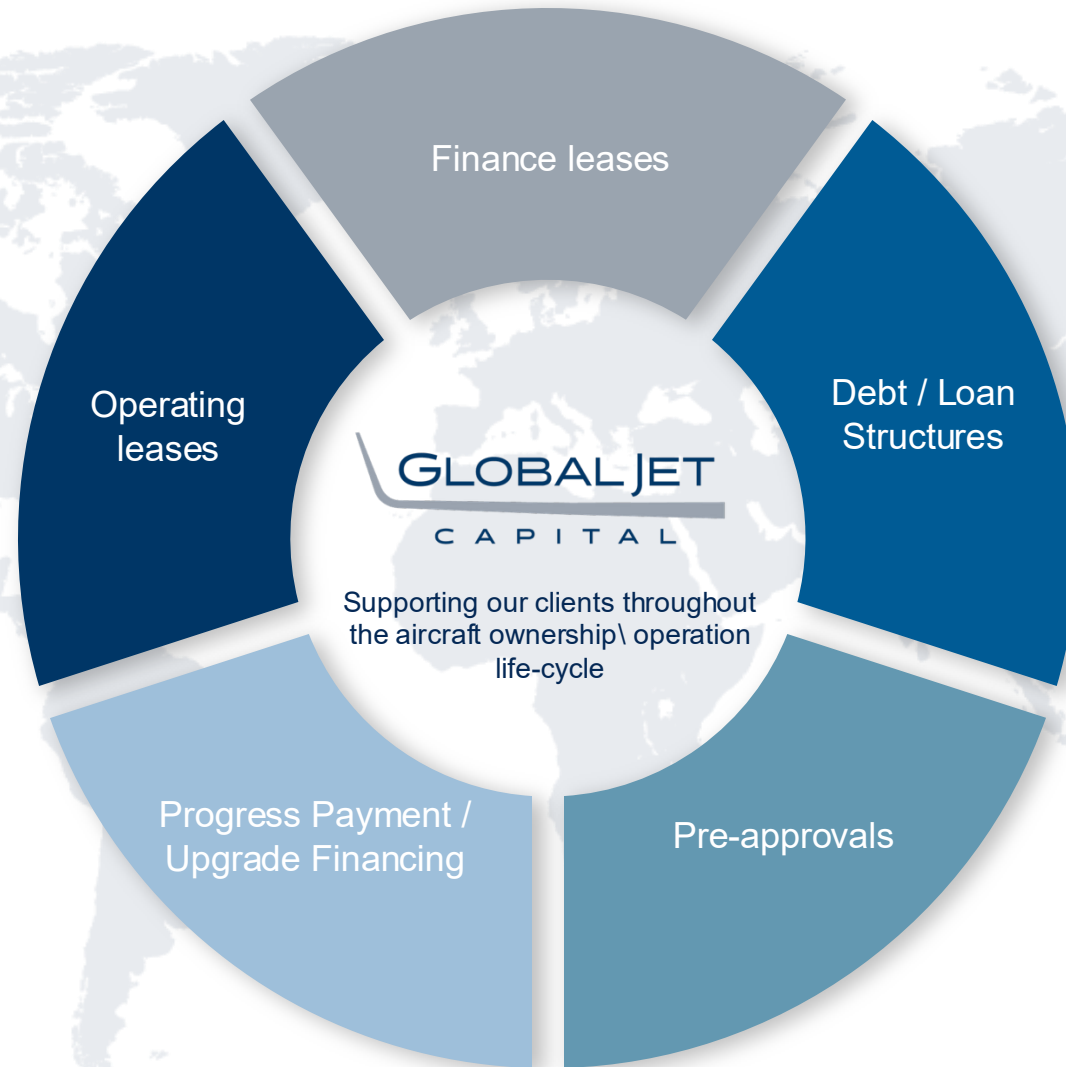 Finance leases
Debt / Loan
Structures
Operating
leases
GLOBAL JET
CAPITAL
Supporting our clients throughout
the aircraft ownership\ operation
life-cycle
Progress Payment /
Upgrade Financing
Pre-approvals